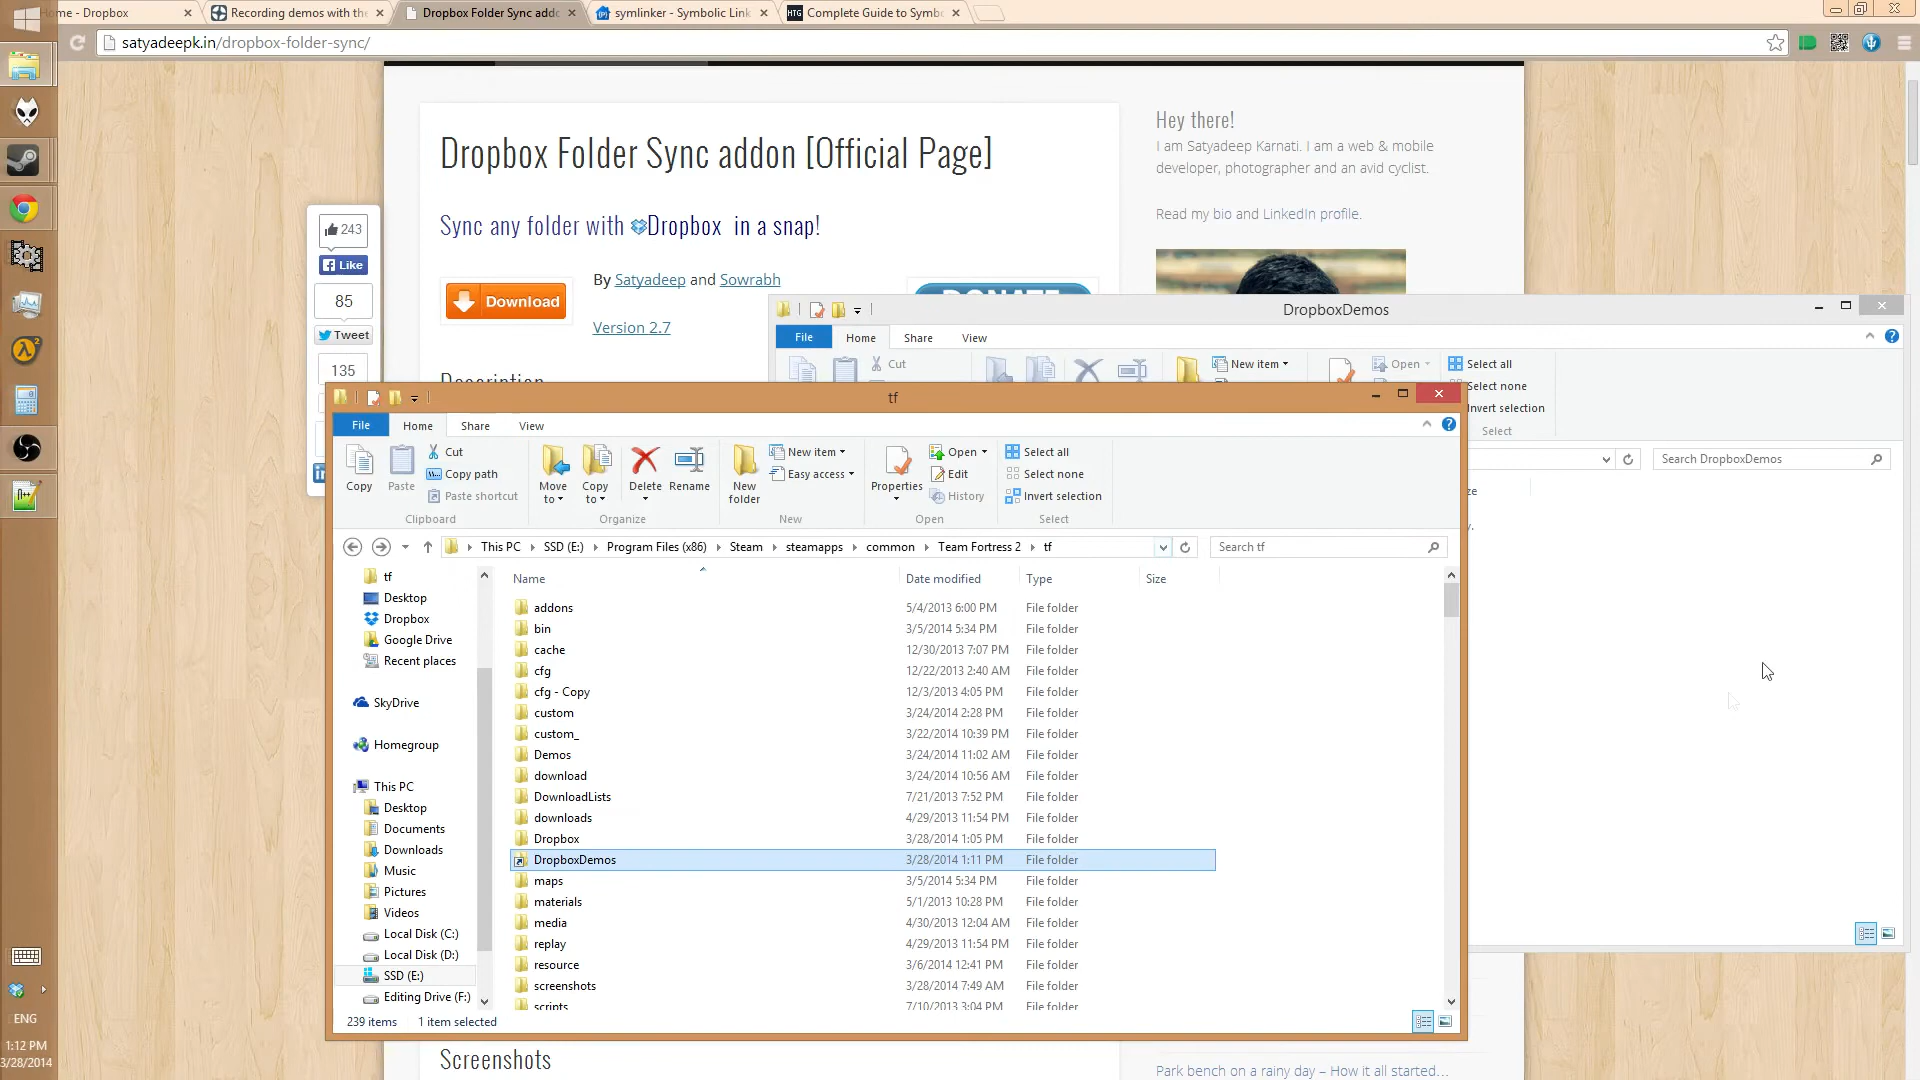 Home - Dropbox
Recording demos with the
Dropbox Folder Sync addo
symlinker - Symbolic Link
HTG Complete Guide to Symbo
satyadeepk.in/dropbox-folder-sync/
Dropbox Folder Sync addon [Official Page]
Sync any folder with Dropbox in a snap!
Download
By Satyadeep and Sowrabh
Version 2.7
DONATE
Description
243
Like
85
Tweet
135
Hey there!
I am Satyadeep Karnati. I am a web & mobile
developer, photographer and an avid cyclist.
Read my bio and LinkedIn profile.
DropboxDemos
File Home Share View
Cut
New item
Open
Select all
Select none
Invert selection
Select
Search DropboxDemos
tf
File Home Share View
Copy
Paste
Cut
Copy path
Paste shortcut
Clipboard
Move to
Copy to
Delete
Rename
Organize
New folder
New item
Easy access
New
Properties
Open
Edit
History
Open
Select all
Select none
Invert selection
Select
This PC SSD (E:) Program Files (x86) Steam steamapps common Team Fortress 2 tf
Search tf
tf
Desktop
Dropbox
Google Drive
Recent places
SkyDrive
Homegroup
This PC
Desktop
Documents
Downloads
Music
Pictures
Videos
Local Disk (C:)
Local Disk (D:)
SSD (E:)
Editing Drive (F:)
Name Date modified Type Size
addons 5/4/2013 6:00 PM File folder
bin 3/5/2014 5:34 PM File folder
cache 12/30/2013 7:07 PM File folder
cfg 12/22/2013 2:40 AM File folder
cfg - Copy 12/3/2013 4:05 PM File folder
custom 3/24/2014 2:28 PM File folder
custom_ 3/22/2014 10:39 PM File folder
Demos 3/24/2014 11:02 AM File folder
download 3/24/2014 10:56 AM File folder
DownloadLists 7/21/2013 7:52 PM File folder
downloads 4/29/2013 11:54 PM File folder
Dropbox 3/28/2014 1:05 PM File folder
DropboxDemos 3/28/2014 1:11 PM File folder
maps 3/5/2014 5:34 PM File folder
materials 5/1/2013 10:28 PM File folder
media 4/30/2013 12:04 AM File folder
replay 4/29/2013 11:54 PM File folder
resource 3/6/2014 12:41 PM File folder
screenshots 3/28/2014 7:49 AM File folder
scripts 7/10/2013 3:04 PM File folder
239 items 1 item selected
Screenshots
Park bench on a rainy day – How it all started...
ENG
1:12 PM
3/28/2014